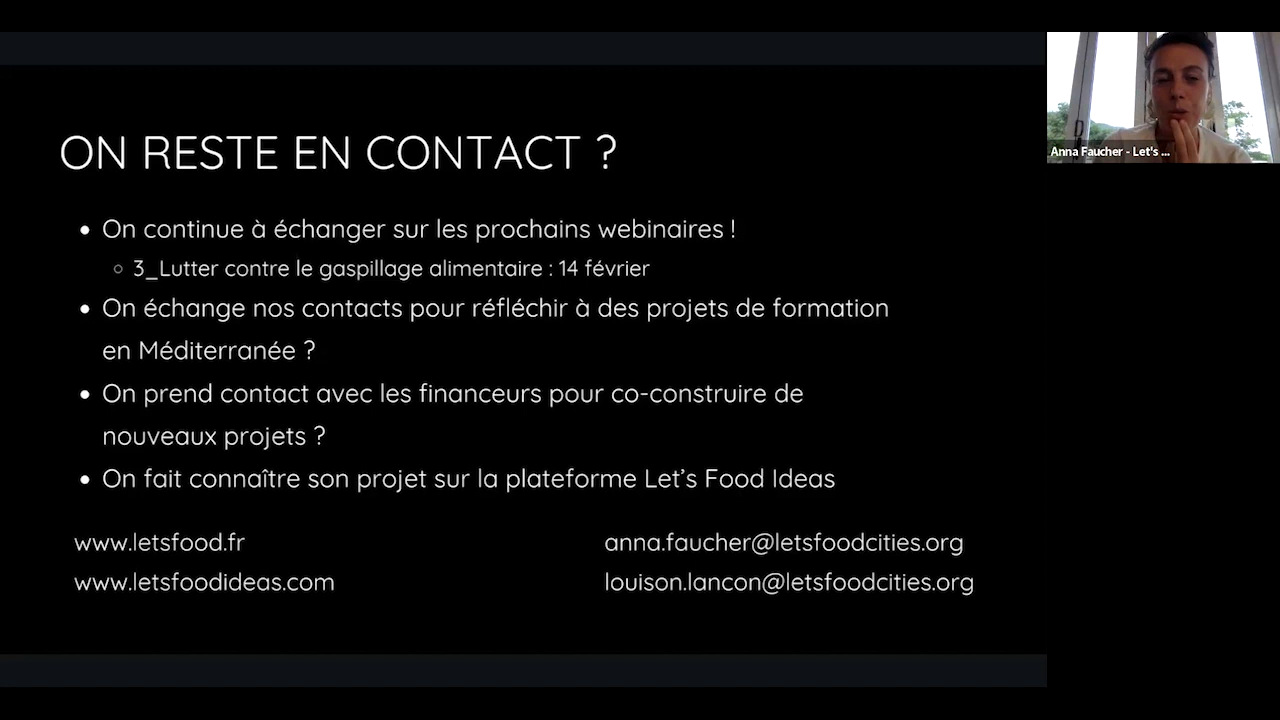 ON RESTE EN CONTACT ?
On continue à échanger sur les prochains webinaires !
3_Lutter contre le gaspillage alimentaire : 14 février
On échange nos contacts pour réfléchir à des projets de formation
en Méditerranée ?
On prend contact avec les financeurs pour co-construire de
nouveaux projets ?
On fait connaître son projet sur la plateforme Let's Food Ideas
www.letsfood.fr
www.letsfoodideas.com
anna.faucher@letsfoodcities.org
louison.lancon@letsfoodcities.org
Anna Faucher - Let's ...